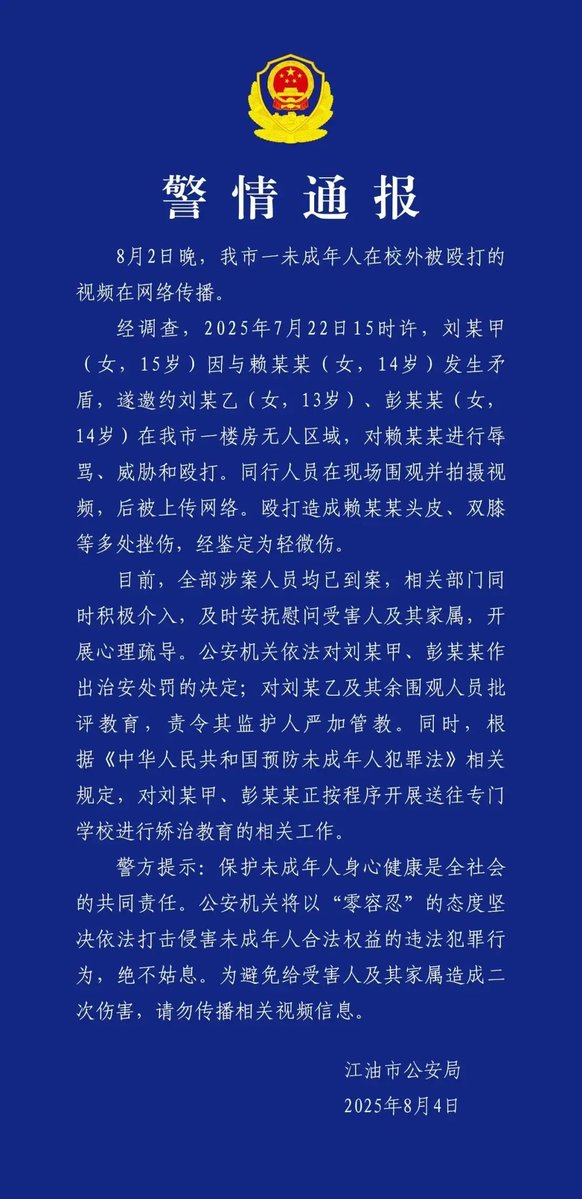 警情通报
8月2日晚，我市一未成年人在校外被殴打的
视频在网络传播。
经调查，2025年7月22日15时许，刘某甲
（女，15岁）因与赖某某（女，14岁）发生矛
盾，遂邀约刘某乙（女，13岁）、彭某某（女，
14岁）在我市一楼房无人区域，对赖某某进行辱
骂、威胁和殴打。同行人员在现场围观并拍摄视
频，后被上传网络。殴打造成赖某某头皮、双膝
等多处挫伤，经鉴定为轻微伤。
目前，全部涉案人员均已到案，相关部门同
时积极介入，及时安抚慰问受害人及其家属，开
展心理疏导。公安机关依法对刘某甲、彭某某作
出治安处罚的决定；对刘某乙及其余围观人员批
评教育，责令其监护人严加管教。同时，根
据《中华人民共和国预防未成年人犯罪法》相关
规定，对刘某甲、彭某某正按程序开展送往专门
学校进行矫治教育的相关工作。
警方提示：保护未成年人身心健康是全社会
的共同责任。公安机关将以“零容忍”的态度坚
决依法打击侵害未成年人合法权益的违法犯罪行
为，绝不姑息。为避免给受害人及其家属造成二
次伤害，请勿传播相关视频信息。
江油市公安局
2025年8月4日